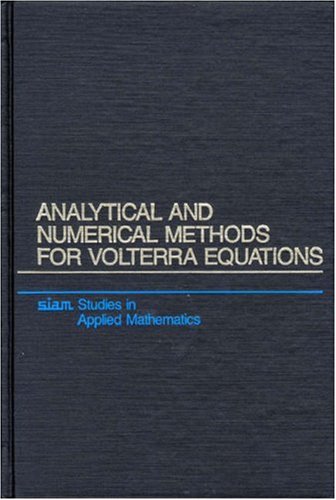 ANALYTICAL AND
NUMERICAL METHODS
FOR VOLTERRA EQUATIONS
siam Studies in
Applied Mathematics